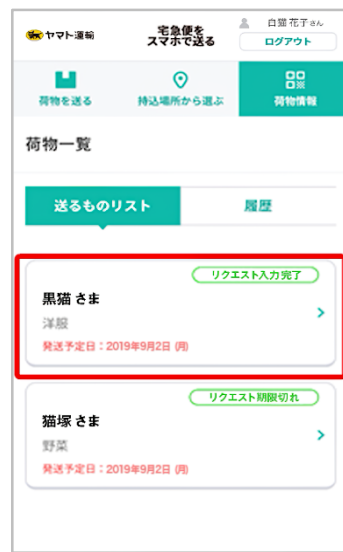 ヤマト運輸
宅急便を
スマホで送る
白猫 花子さん
ログアウト
荷物を送る
持込場所から選ぶ
荷物情報
荷物一覧
送るものリスト
履歴
リクエスト入力完了
黒猫 さま
洋服
発送予定日：2019年9月2日 (月)
リクエスト期限切れ
猫塚 さま
野菜
発送予定日：2019年9月2日 (月)